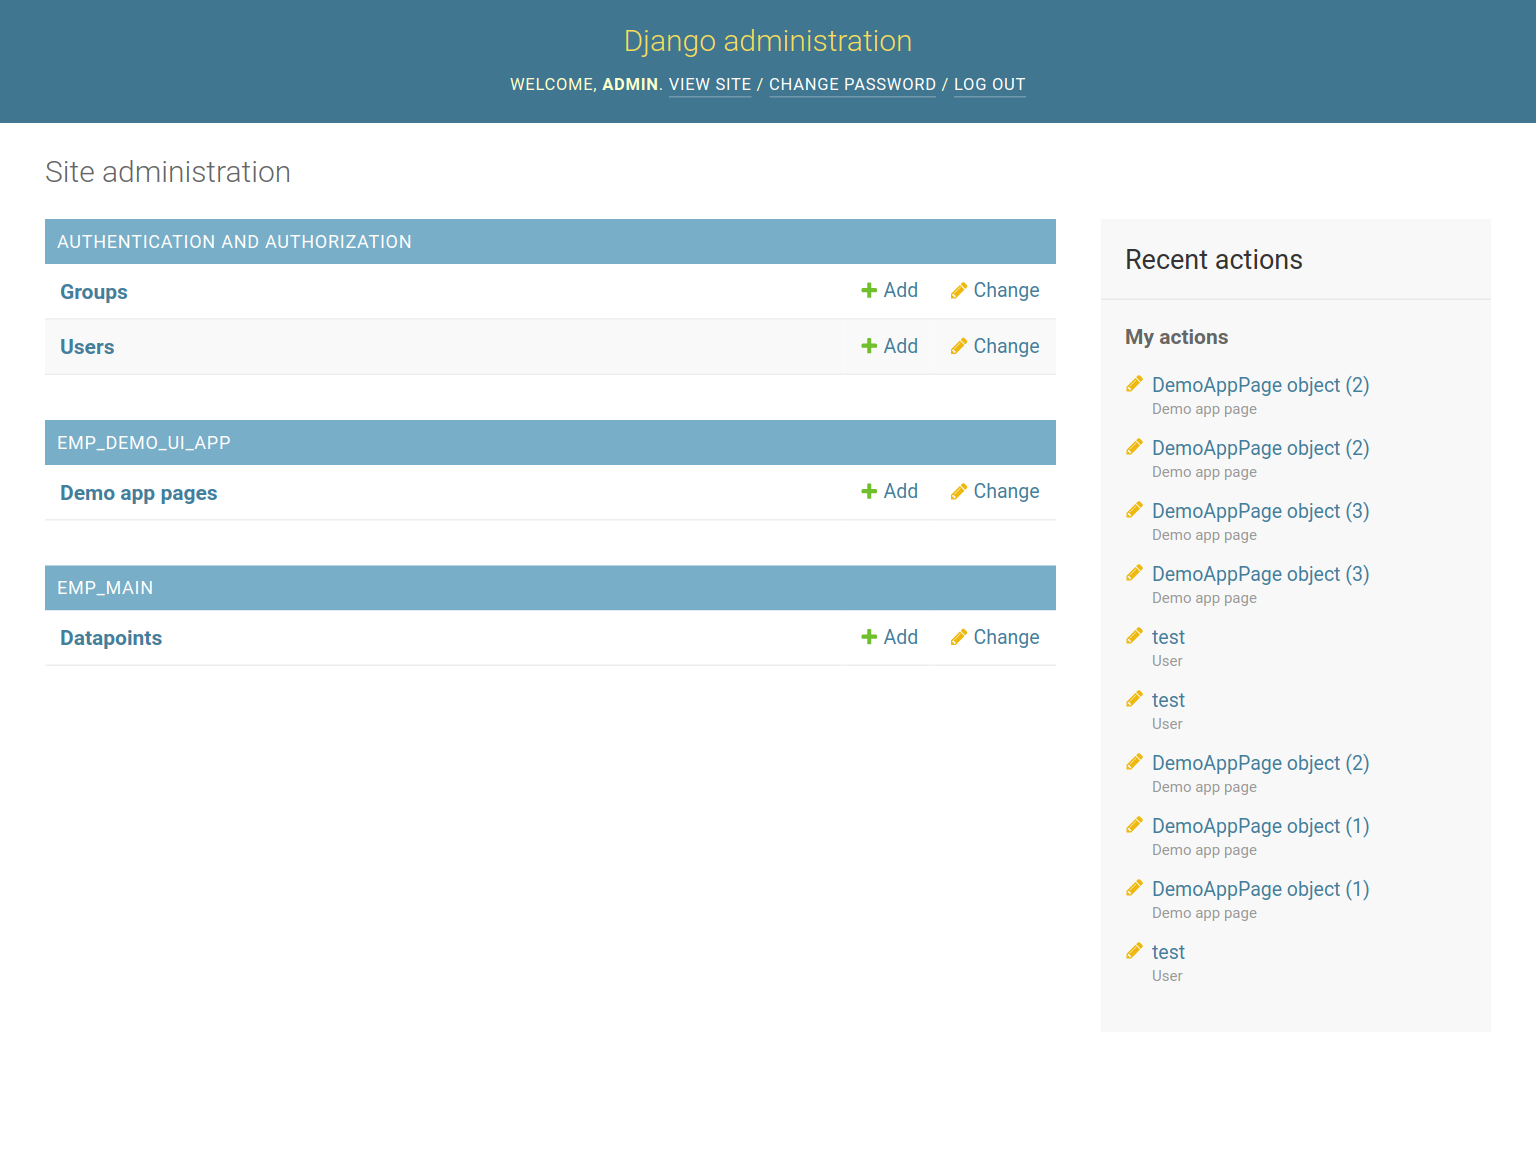 Django administration
WELCOME, ADMIN. VIEW SITE / CHANGE PASSWORD / LOG OUT
Site administration
AUTHENTICATION AND AUTHORIZATION
Groups Add Change
Users Add Change
EMP_DEMO_UI_APP
Demo app pages Add Change
EMP_MAIN
Datapoints Add Change
Recent actions
My actions
DemoAppPage object (2)
Demo app page
DemoAppPage object (2)
Demo app page
DemoAppPage object (3)
Demo app page
DemoAppPage object (3)
Demo app page
test
User
test
User
DemoAppPage object (2)
Demo app page
DemoAppPage object (1)
Demo app page
DemoAppPage object (1)
Demo app page
test
User